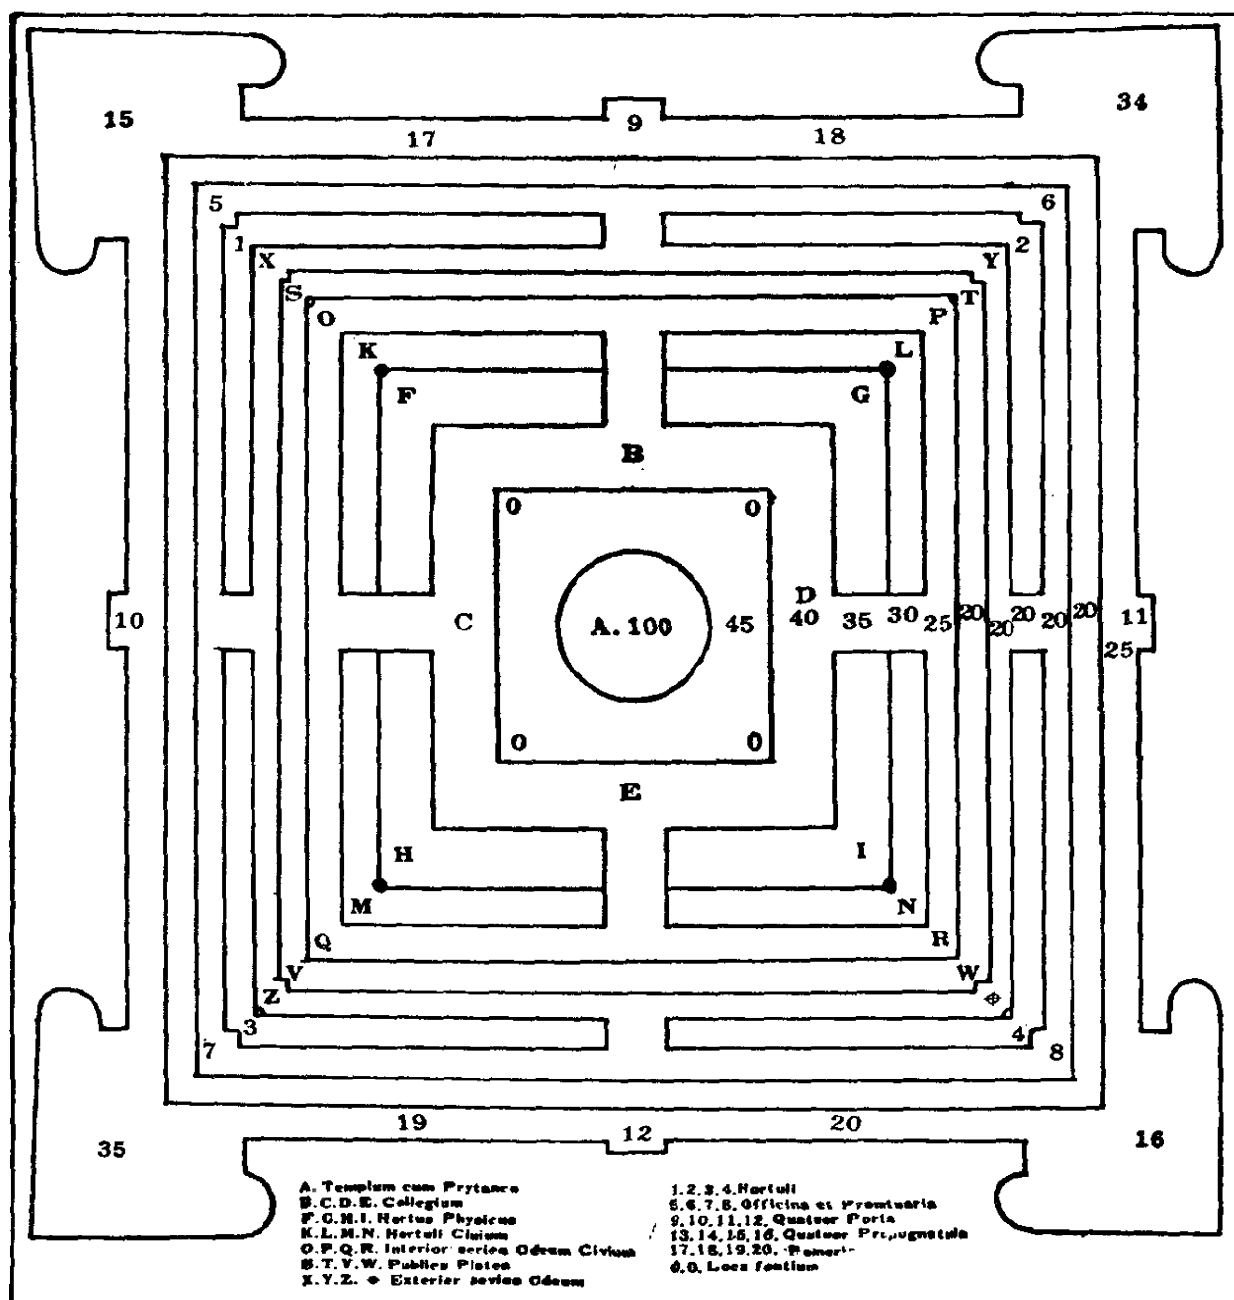 15
34
9
17
18
5
6
1
2
X
Y
S
T
O
P
K
L
F
G
B
0
0
D
10
C
A. 100
45
40
35
30
25
20
20
20
20
20
11
25
0
0
E
H
I
M
N
Q
R
V
W
Z
⌖
3
4
7
8
19
12
20
35
16
A. Templum cum Prytaneo
B.C.D.E. Collegium
F.G.H.I. Hortus Physicus
K.L.M.N. Hortuli Civium
O.P.Q.R. Interior series Ödeum Civium
S.T.V.W. Publica Platea
X.Y.Z. ⌖ Exterior series Ödeum
1.2.3.4. Hortuli
5.6.7.8. Officina et Promtuaria
9,10,11,12. Quatuor Porta
13.14.15.16. Quatuor Propugnatula
17.18.19.20.
0.0. Loca fontium